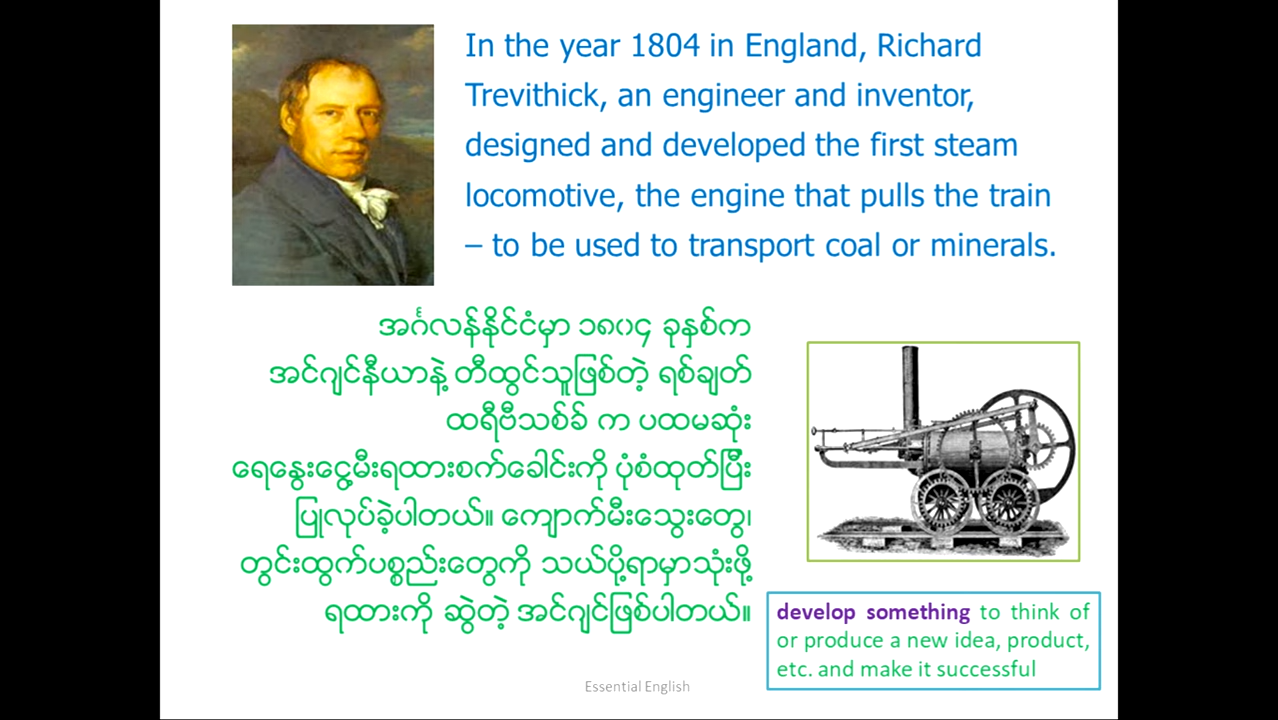 In the year 1804 in England, Richard
Trevithick, an engineer and inventor,
designed and developed the first steam
locomotive, the engine that pulls the train
– to be used to transport coal or minerals.
အင်္ဂလန်နိုင်ငံမှာ ၁၈၀၄ ခုနှစ်က
အင်ဂျင်နီယာနဲ့ တီထွင်သူဖြစ်တဲ့ ရစ်ချတ်
ထရီဗီသစ်ခ် က ပထမဆုံး
ရေနွေးငွေ့မီးရထားစက်ခေါင်းကို ပုံစံထုတ်ပြီး
ပြုလုပ်ခဲ့ပါတယ်။ ကျောက်မီးသွေးတွေ၊
တွင်းထွက်ပစ္စည်းတွေကို သယ်ပို့ရာမှာသုံးဖို့
ရထားကို ဆွဲတဲ့ အင်ဂျင်ဖြစ်ပါတယ်။
develop something to think of
or produce a new idea, product,
etc. and make it successful
Essential English